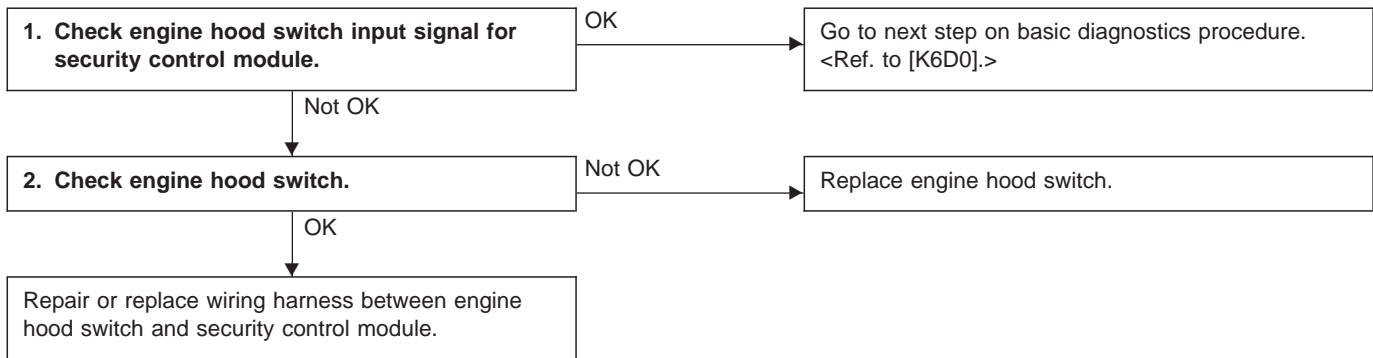 1. Check engine hood switch input signal for
security control module.
OK
Go to next step on basic diagnostics procedure.
<Ref. to [K6D0].>
Not OK
2. Check engine hood switch.
Not OK
Replace engine hood switch.
OK
Repair or replace wiring harness between engine
hood switch and security control module.